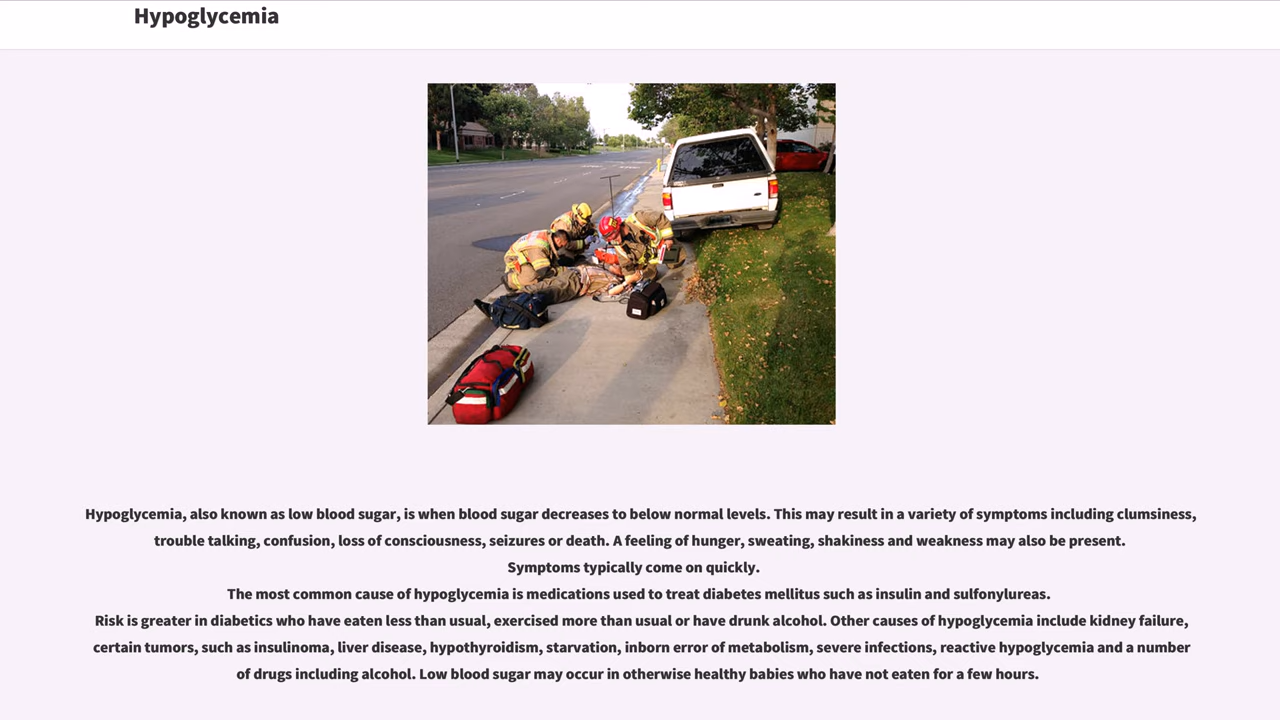 Hypoglycemia
Hypoglycemia, also known as low blood sugar, is when blood sugar decreases to below normal levels. This may result in a variety of symptoms including clumsiness,
trouble talking, confusion, loss of consciousness, seizures or death. A feeling of hunger, sweating, shakiness and weakness may also be present.
Symptoms typically come on quickly.
The most common cause of hypoglycemia is medications used to treat diabetes mellitus such as insulin and sulfonylureas.
Risk is greater in diabetics who have eaten less than usual, exercised more than usual or have drunk alcohol. Other causes of hypoglycemia include kidney failure,
certain tumors, such as insulinoma, liver disease, hypothyroidism, starvation, inborn error of metabolism, severe infections, reactive hypoglycemia and a number
of drugs including alcohol. Low blood sugar may occur in otherwise healthy babies who have not eaten for a few hours.